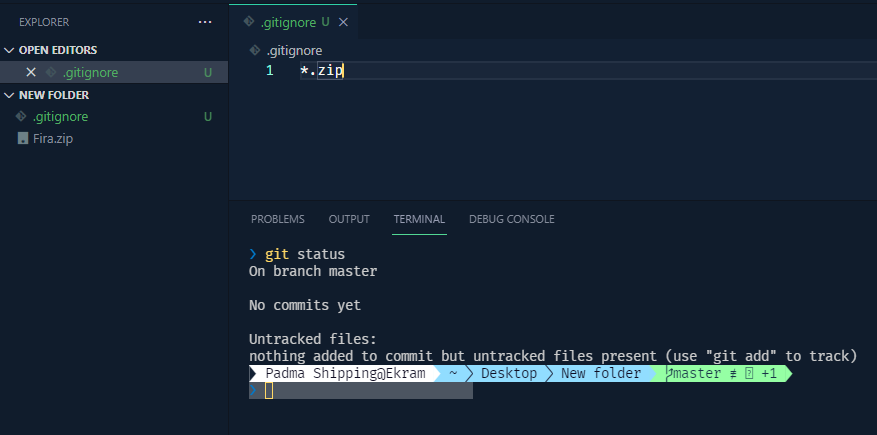 EXPLORER ...
OPEN EDITORS
.gitignore U
NEW FOLDER
.gitignore U
Fira.zip
.gitignore U
.gitignore
1 *.zip
PROBLEMS OUTPUT TERMINAL DEBUG CONSOLE
❯ git status
On branch master
No commits yet
Untracked files:
nothing added to commit but untracked files present (use "git add" to track)
Padma Shipping@Ekram ~ Desktop New folder master ≢ +1
❯